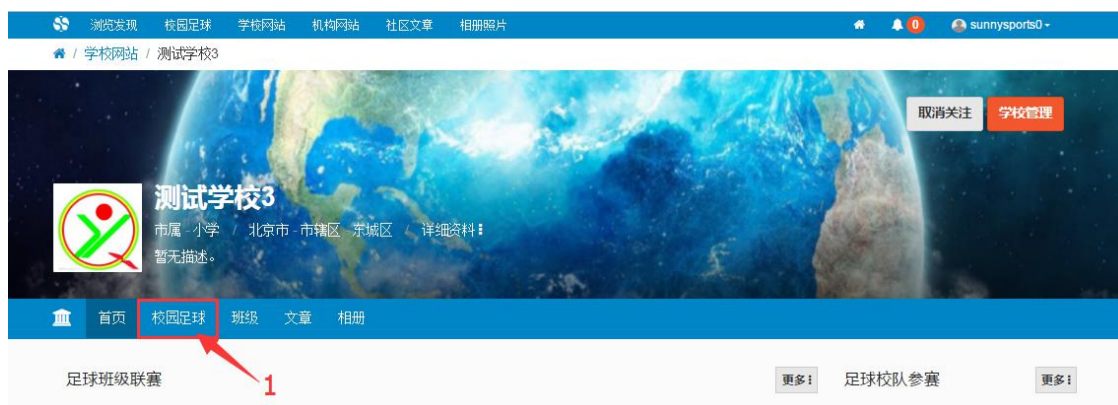 浏览发现 校园足球 学校网站 机构网站 社区文章 相册照片 0 sunnysports0
/ 学校网站 / 测试学校3
取消关注 学校管理
测试学校3
市属 - 小学 / 北京市 - 市辖区 - 东城区 / 详细资料
暂无描述。
首页 校园足球 班级 文章 相册
1
足球班级联赛 更多 足球校队参赛 更多